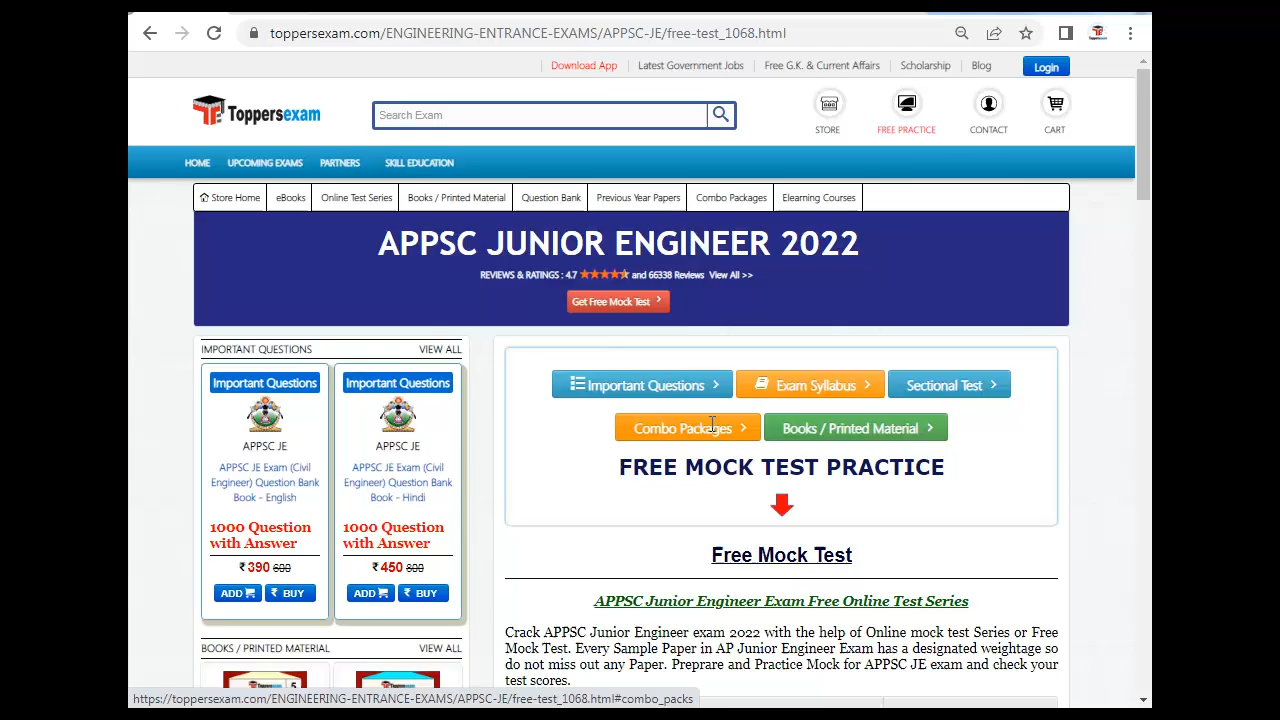 toppersexam.com/ENGINEERING-ENTRANCE-EXAMS/APPSC-JE/free-test_1068.html
Download App
Latest Government Jobs
Free G.K. & Current Affairs
Scholarship
Blog
Login
Toppersexam
Search Exam
STORE
FREE PRACTICE
CONTACT
CART
HOME
UPCOMING EXAMS
PARTNERS
SKILL EDUCATION
Store Home
eBooks
Online Test Series
Books / Printed Material
Question Bank
Previous Year Papers
Combo Packages
Elearning Courses
APPSC JUNIOR ENGINEER 2022
REVIEWS & RATINGS : 4.7 and 66338 Reviews View All >>
Get Free Mock Test
IMPORTANT QUESTIONS
VIEW ALL
Important Questions
APPSC JE
APPSC JE Exam (Civil
Engineer) Question Bank
Book - English
1000 Question
with Answer
₹ 390 600
ADD
₹ BUY
Important Questions
APPSC JE
APPSC JE Exam (Civil
Engineer) Question Bank
Book - Hindi
1000 Question
with Answer
₹ 450 800
ADD
₹ BUY
BOOKS / PRINTED MATERIAL
VIEW ALL
Toppersexam
5
Toppersexam
Important Questions
Exam Syllabus
Sectional Test
Combo Packages
Books / Printed Material
FREE MOCK TEST PRACTICE
Free Mock Test
APPSC Junior Engineer Exam Free Online Test Series
Crack APPSC Junior Engineer exam 2022 with the help of Online mock test Series or Free
Mock Test. Every Sample Paper in AP Junior Engineer Exam has a designated weightage so
do not miss out any Paper. Preprare and Practice Mock for APPSC JE exam and check your
test scores.
https://toppersexam.com/ENGINEERING-ENTRANCE-EXAMS/APPSC-JE/free-test_1068.html#combo_packs